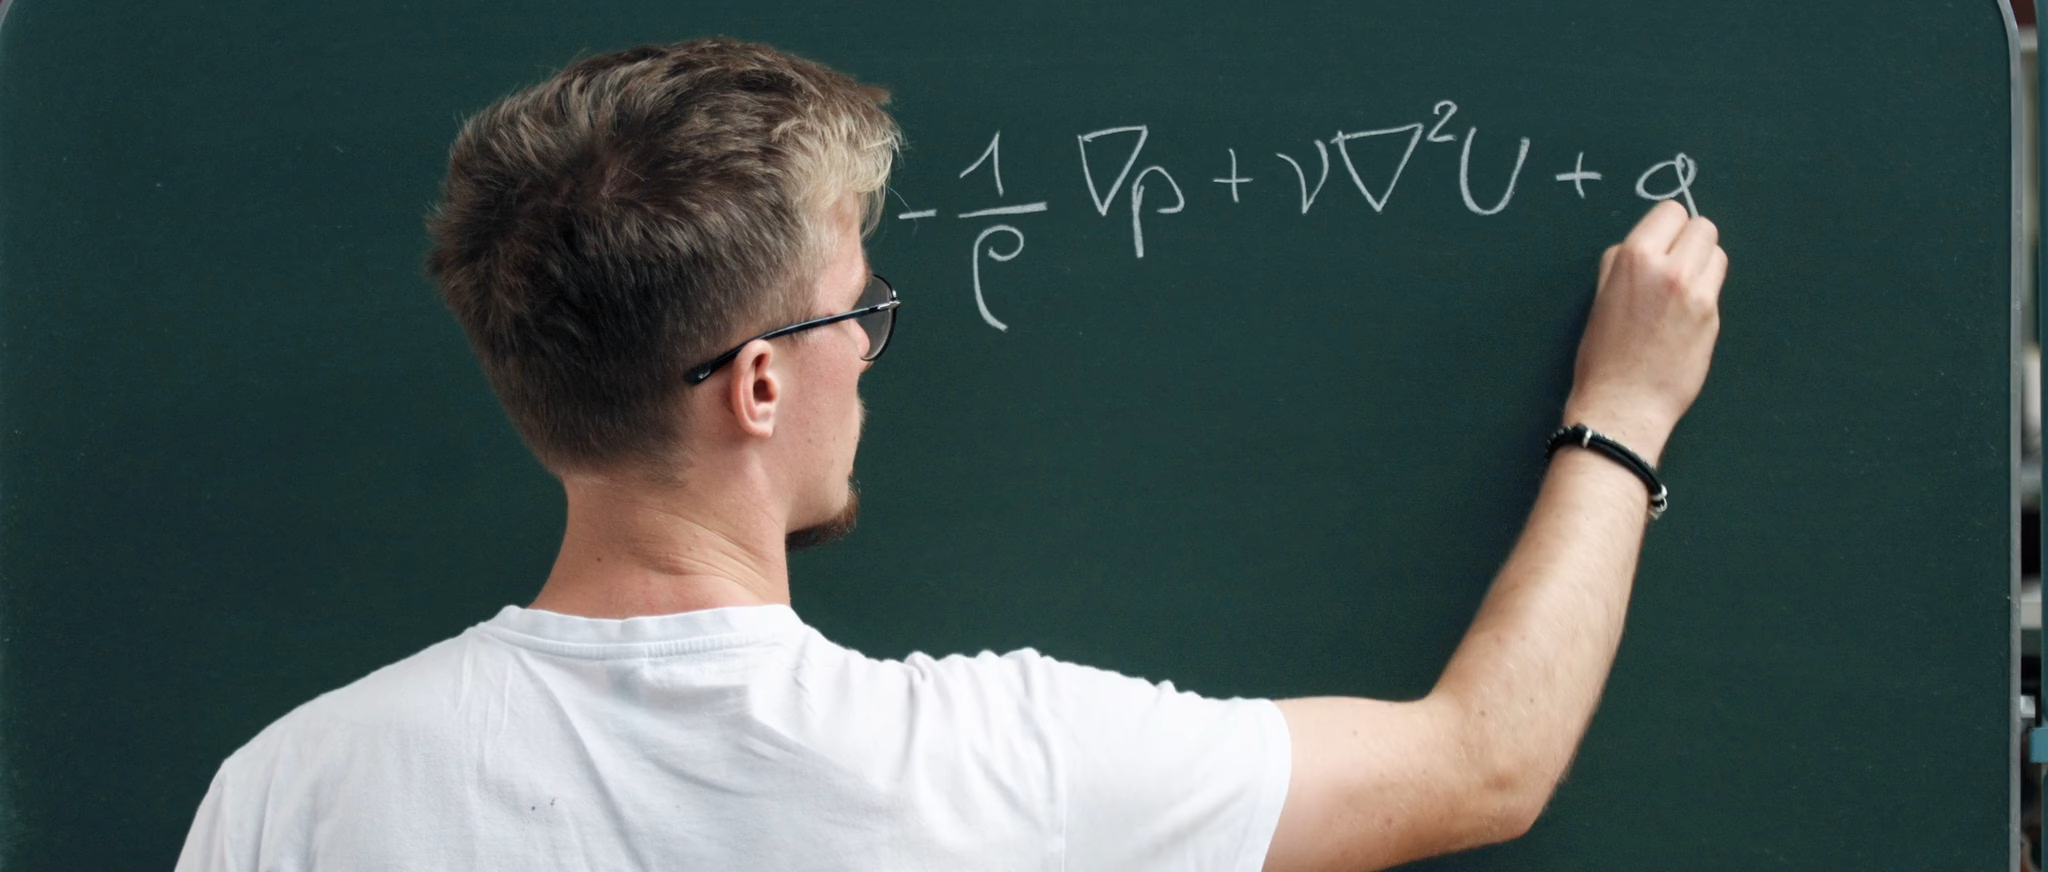 - 1/ρ ∇p + ν∇²U + g